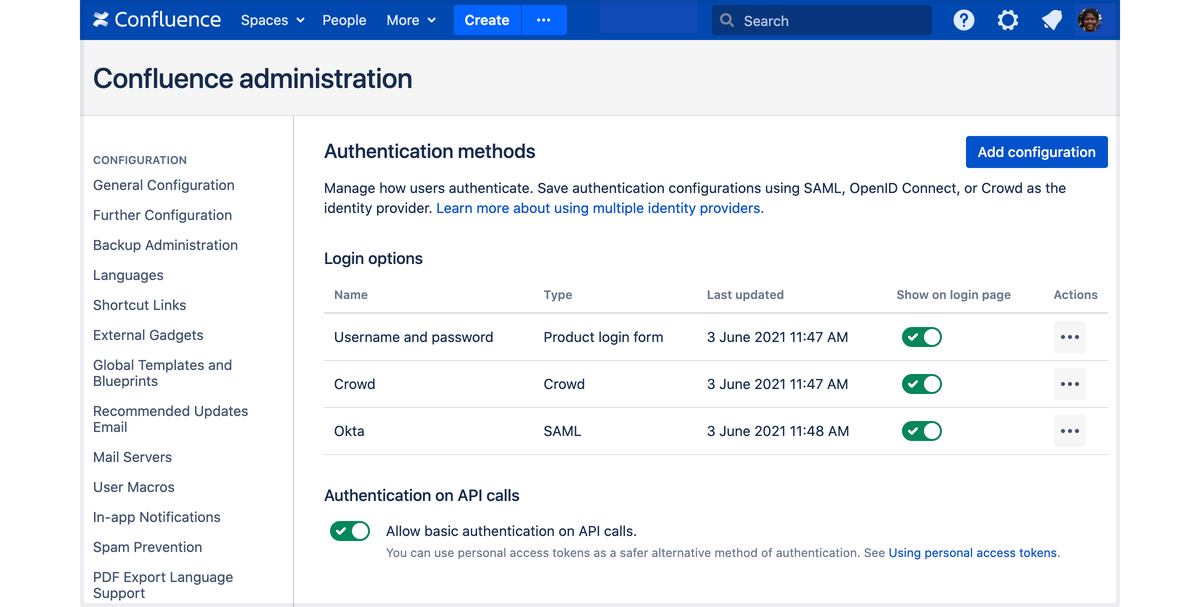 Confluence Spaces People More Create ••• Search
Confluence administration
CONFIGURATION
General Configuration
Further Configuration
Backup Administration
Languages
Shortcut Links
External Gadgets
Global Templates and
Blueprints
Recommended Updates
Email
Mail Servers
User Macros
In-app Notifications
Spam Prevention
PDF Export Language
Support
Authentication methods
Add configuration
Manage how users authenticate. Save authentication configurations using SAML, OpenID Connect, or Crowd as the
identity provider. Learn more about using multiple identity providers.
Login options
Name Type Last updated Show on login page Actions
Username and password Product login form 3 June 2021 11:47 AM
Crowd Crowd 3 June 2021 11:47 AM
Okta SAML 3 June 2021 11:48 AM
Authentication on API calls
Allow basic authentication on API calls.
You can use personal access tokens as a safer alternative method of authentication. See Using personal access tokens.